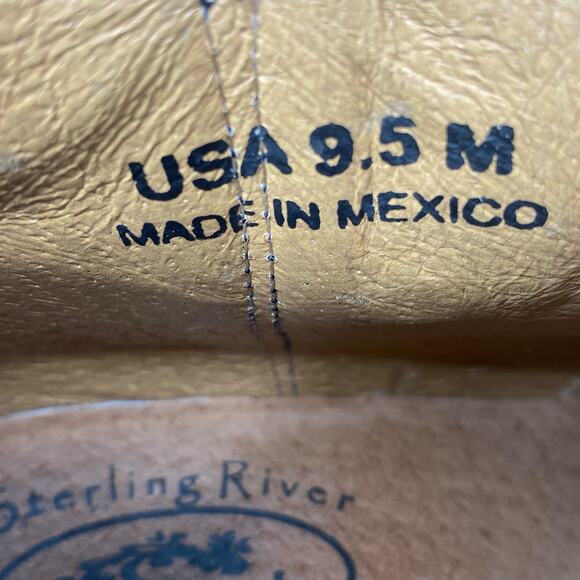 USA 9.5 M
MADE IN MEXICO
Sterling River